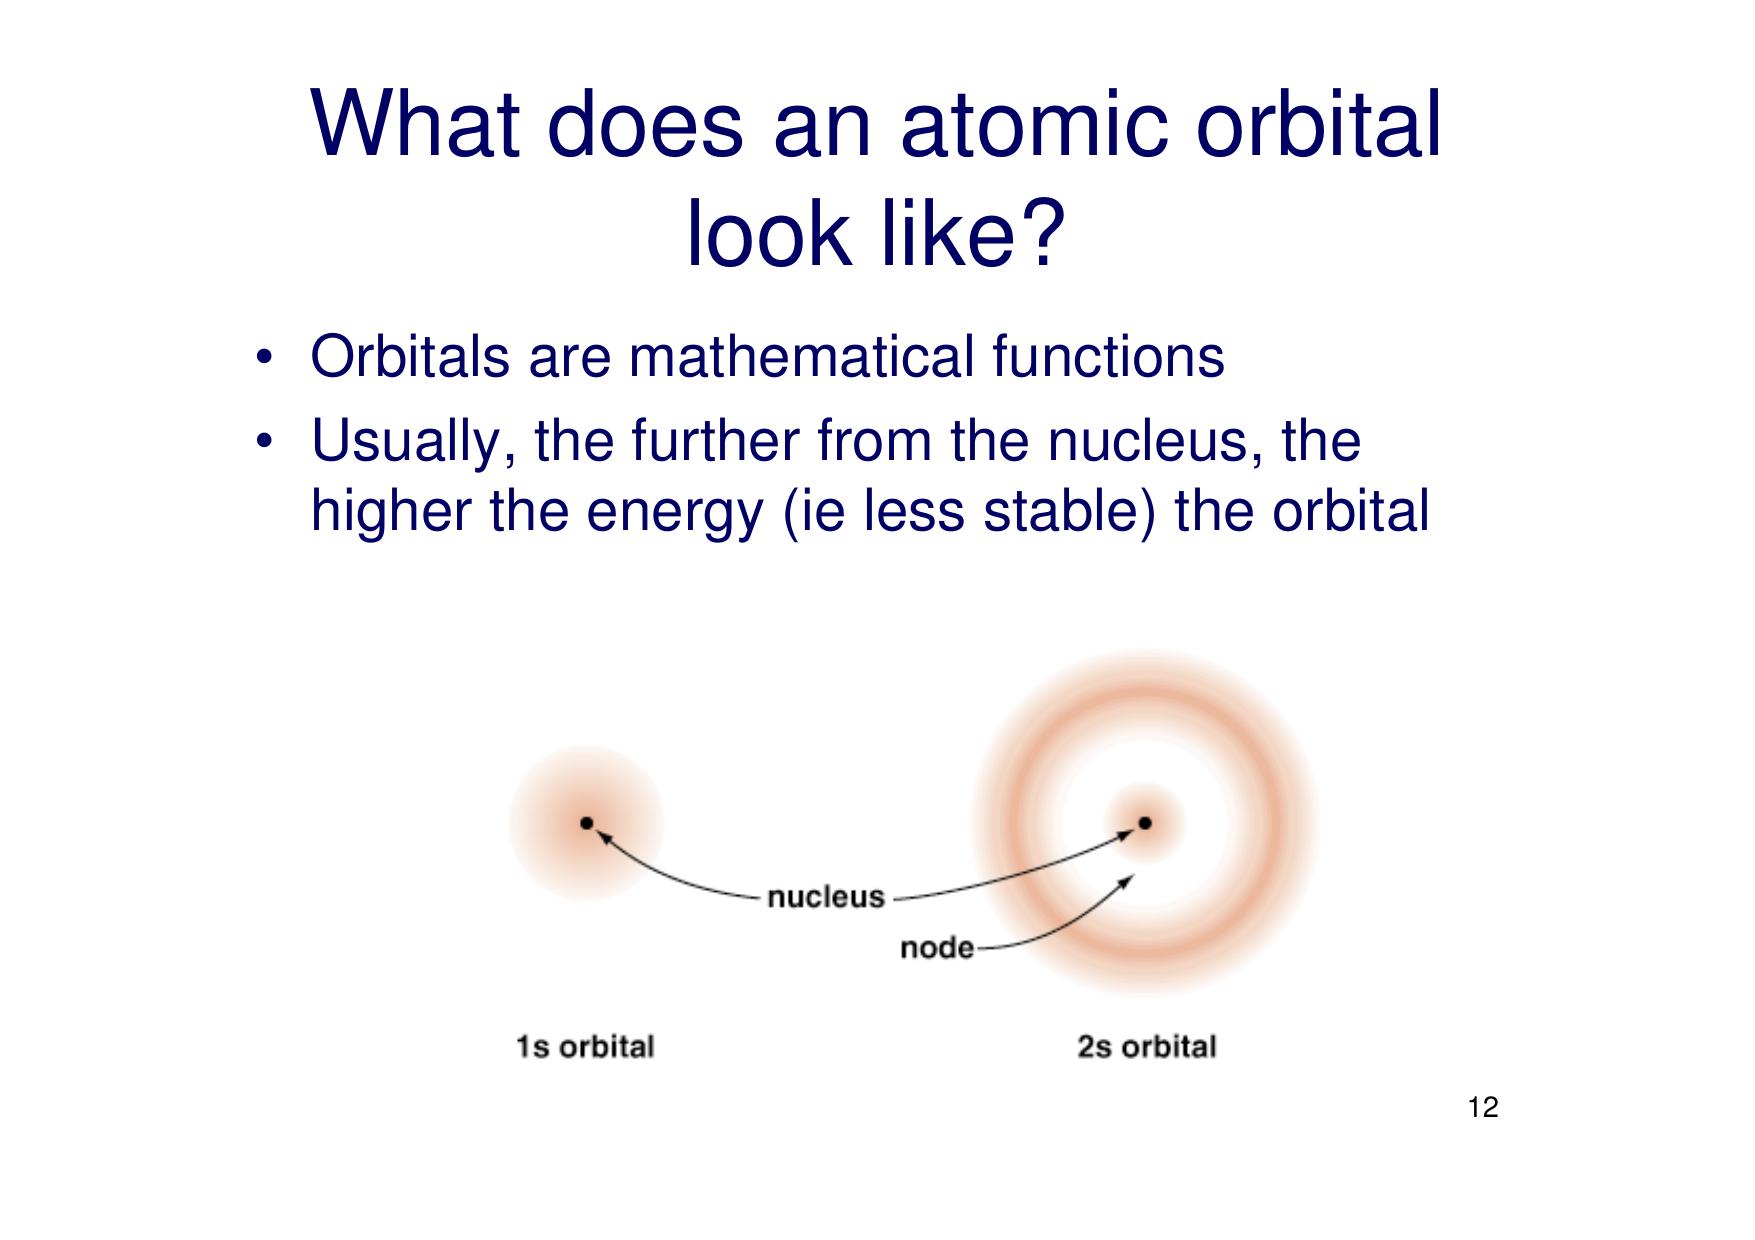 What does an atomic orbital
look like?
• Orbitals are mathematical functions
• Usually, the further from the nucleus, the
higher the energy (ie less stable) the orbital
nucleus
node
1s orbital
2s orbital
12